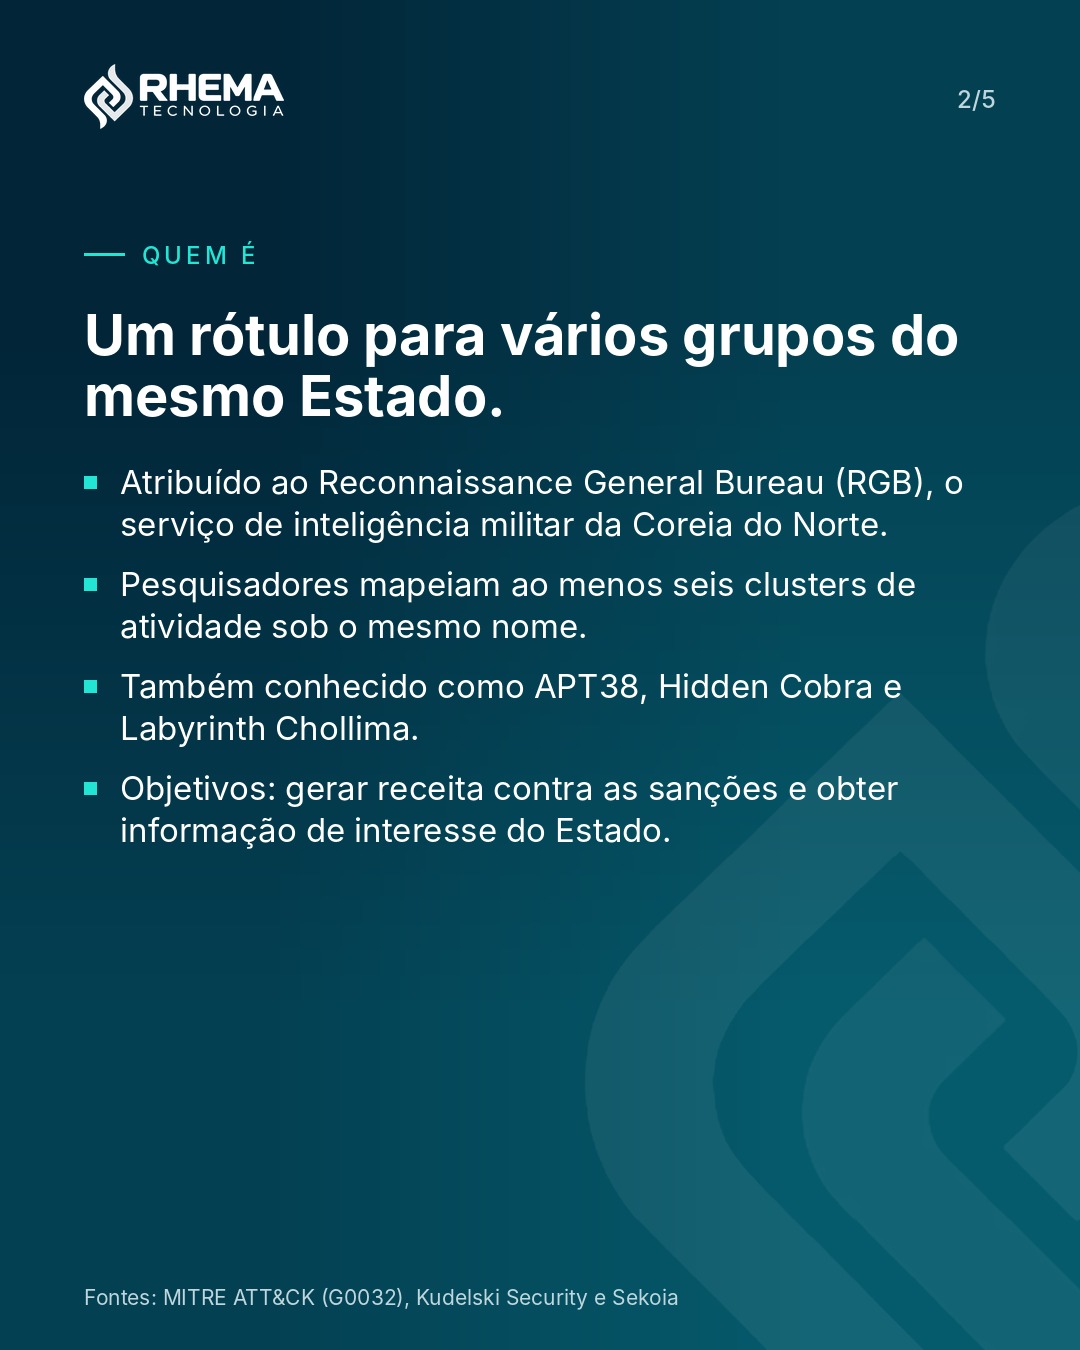 RHEMA
TECNOLOGIA
2/5
QUEM É
Um rótulo para vários grupos do
mesmo Estado.
Atribuído ao Reconnaissance General Bureau (RGB), o
serviço de inteligência militar da Coreia do Norte.
Pesquisadores mapeiam ao menos seis clusters de
atividade sob o mesmo nome.
Também conhecido como APT38, Hidden Cobra e
Labyrinth Chollima.
Objetivos: gerar receita contra as sanções e obter
informação de interesse do Estado.
Fontes: MITRE ATT&CK (G0032), Kudelski Security e Sekoia